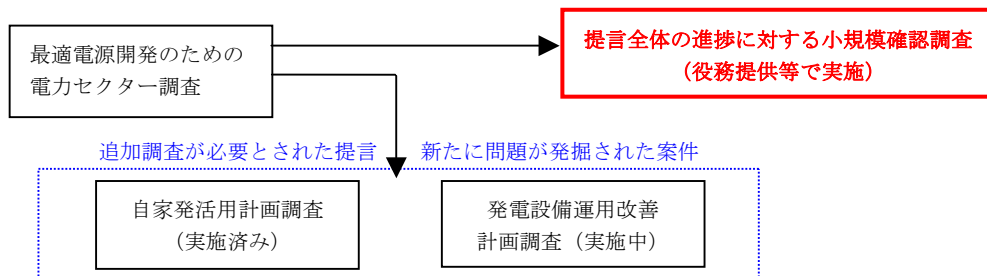 最適電源開発のための
電力セクター調査
提言全体の進捗に対する小規模確認調査
（役務提供等で実施）
追加調査が必要とされた提言
新たに問題が発掘された案件
自家発活用計画調査
（実施済み）
発電設備運用改善
計画調査（実施中）